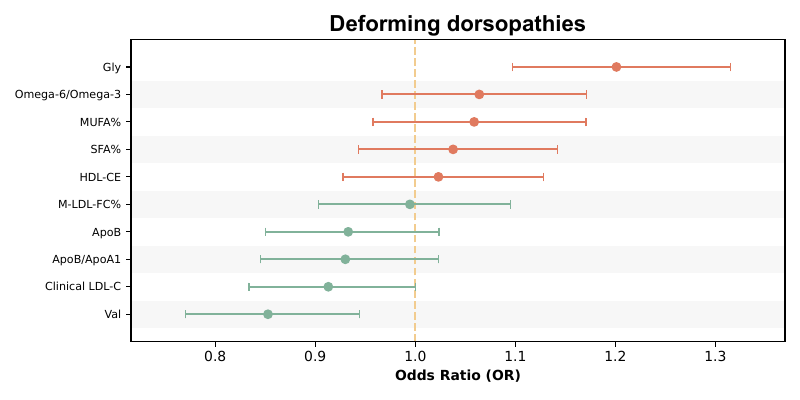 Deforming dorsopathies
Gly
Omega-6/Omega-3
MUFA%
SFA%
HDL-CE
M-LDL-FC%
ApoB
ApoB/ApoA1
Clinical LDL-C
Val
0.8 0.9 1.0 1.1 1.2 1.3
Odds Ratio (OR)